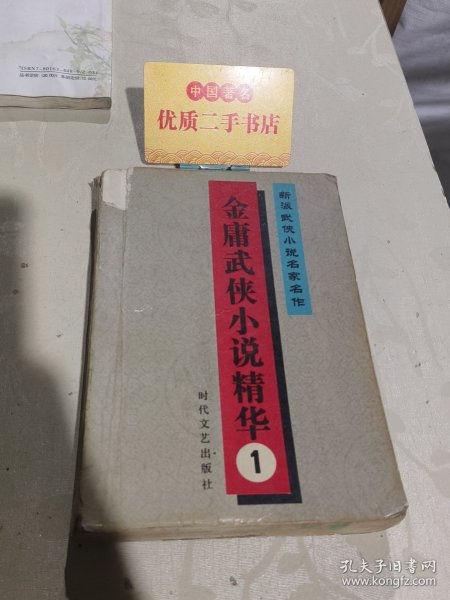 中国著名
优质二手书店
新派武侠小说名家名作
金庸武侠小说精华
1
时代文艺出版社
孔夫子旧书网
www.kongfz.com